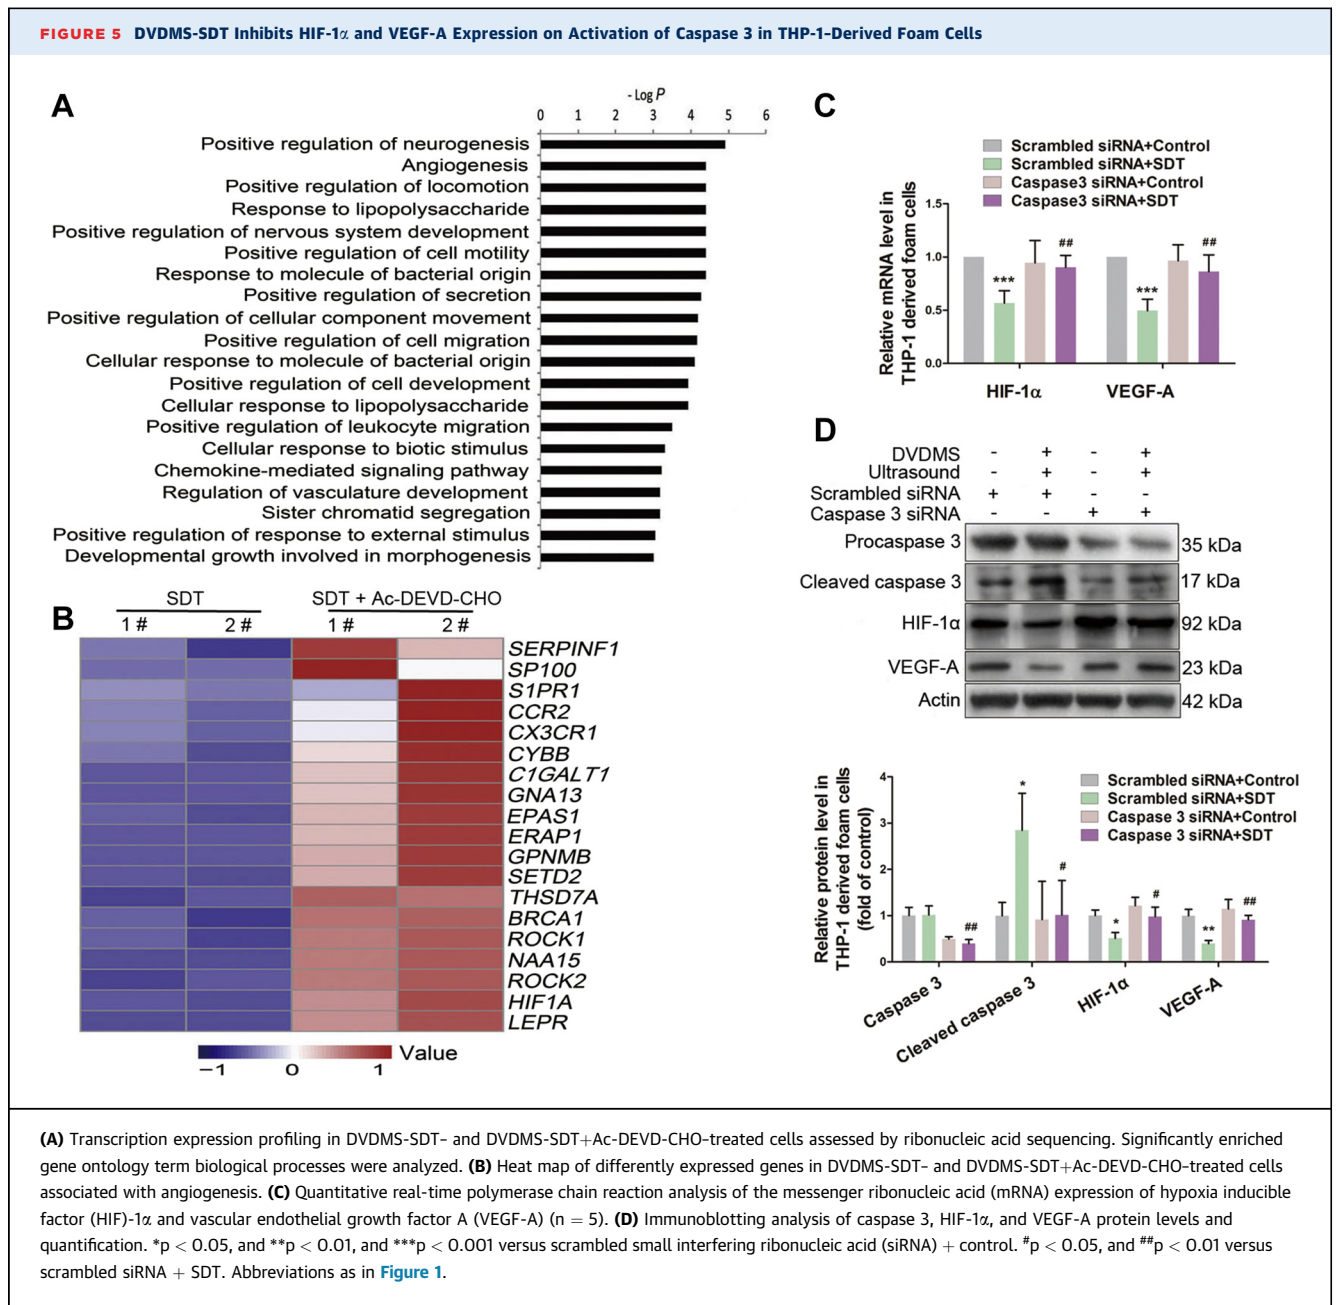 FIGURE 5 DVDMS-SDT Inhibits HIF-1α and VEGF-A Expression on Activation of Caspase 3 in THP-1-Derived Foam Cells
A
- Log P
0 1 2 3 4 5 6
Positive regulation of neurogenesis
Angiogenesis
Positive regulation of locomotion
Response to lipopolysaccharide
Positive regulation of nervous system development
Positive regulation of cell motility
Response to molecule of bacterial origin
Positive regulation of secretion
Positive regulation of cellular component movement
Positive regulation of cell migration
Cellular response to molecule of bacterial origin
Positive regulation of cell development
Cellular response to lipopolysaccharide
Positive regulation of leukocyte migration
Cellular response to biotic stimulus
Chemokine-mediated signaling pathway
Regulation of vasculature development
Sister chromatid segregation
Positive regulation of response to external stimulus
Developmental growth involved in morphogenesis
B
SDT SDT + Ac-DEVD-CHO
1 # 2 # 1 # 2 #
SERPINF1
SP100
S1PR1
CCR2
CX3CR1
CYBB
C1GALT1
GNA13
EPAS1
ERAP1
GPNMB
SETD2
THSD7A
BRCA1
ROCK1
NAA15
ROCK2
HIF1A
LEPR
Value
−1 0 1
C
Scrambled siRNA+Control
Scrambled siRNA+SDT
Caspase3 siRNA+Control
Caspase3 siRNA+SDT
Relative mRNA level in
THP-1 derived foam cells
1.5
1.0
0.5
0.0
*** ## *** ##
HIF-1α VEGF-A
D
DVDMS - + - +
Ultrasound - + - +
Scrambled siRNA + + - -
Caspase 3 siRNA - - + +
Procaspase 3 35 kDa
Cleaved caspase 3 17 kDa
HIF-1α 92 kDa
VEGF-A 23 kDa
Actin 42 kDa
Scrambled siRNA+Control
Scrambled siRNA+SDT
Caspase 3 siRNA+Control
Caspase 3 siRNA+SDT
Relative protein level in
THP-1 derived foam cells
(fold of control)
4
3
2
1
0
## * # * # ** ##
Caspase 3 Cleaved caspase 3 HIF-1α VEGF-A
(A) Transcription expression profiling in DVDMS-SDT- and DVDMS-SDT+Ac-DEVD-CHO-treated cells assessed by ribonucleic acid sequencing. Significantly enriched
gene ontology term biological processes were analyzed. (B) Heat map of differently expressed genes in DVDMS-SDT- and DVDMS-SDT+Ac-DEVD-CHO-treated cells
associated with angiogenesis. (C) Quantitative real-time polymerase chain reaction analysis of the messenger ribonucleic acid (mRNA) expression of hypoxia inducible
factor (HIF)-1α and vascular endothelial growth factor A (VEGF-A) (n = 5). (D) Immunoblotting analysis of caspase 3, HIF-1α, and VEGF-A protein levels and
quantification. *p < 0.05, and **p < 0.01, and ***p < 0.001 versus scrambled small interfering ribonucleic acid (siRNA) + control. #p < 0.05, and ##p < 0.01 versus
scrambled siRNA + SDT. Abbreviations as in Figure 1.